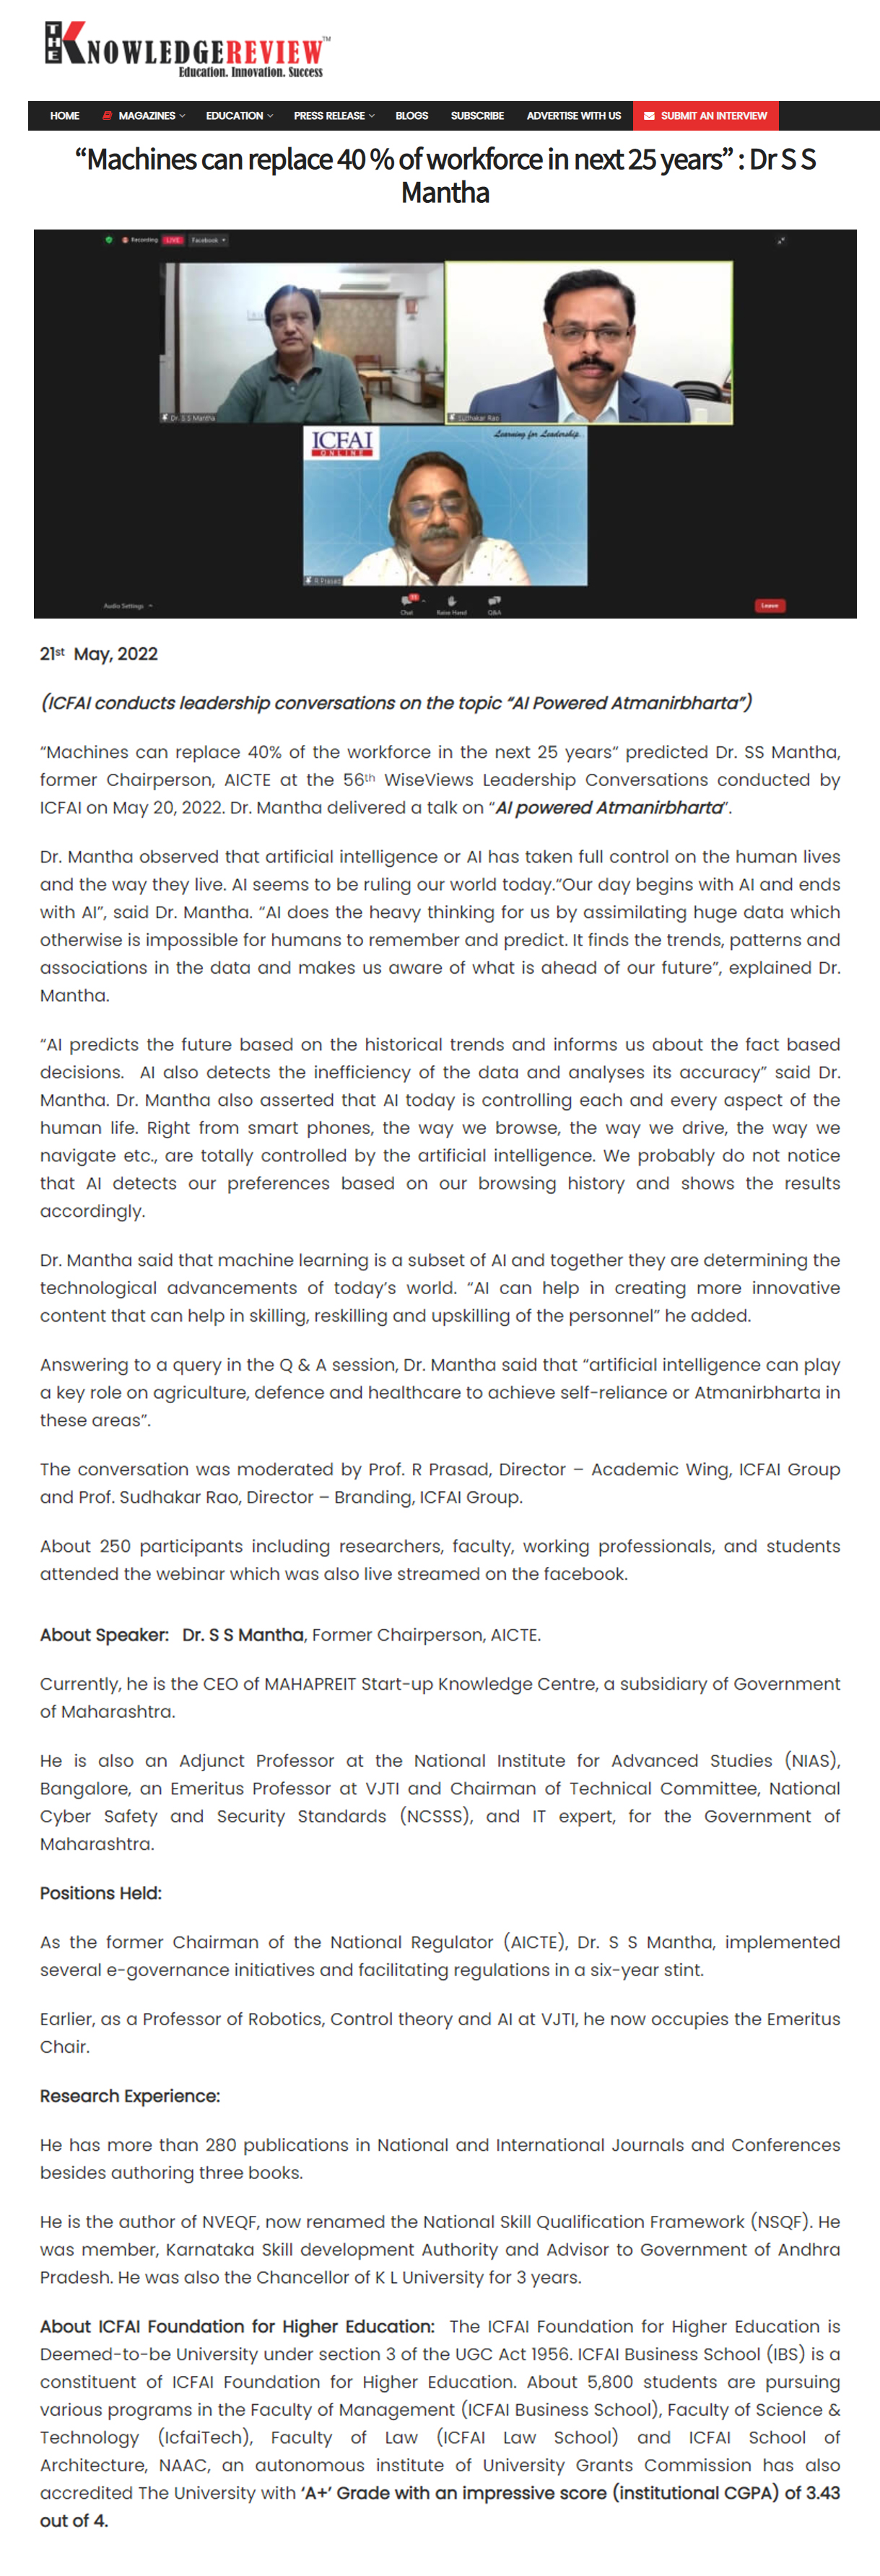 THE KNOWLEDGE REVIEW™
Education. Innovation. Success
HOME MAGAZINES EDUCATION PRESS RELEASE BLOGS SUBSCRIBE ADVERTISE WITH US SUBMIT AN INTERVIEW
“Machines can replace 40 % of workforce in next 25 years” : Dr S S
Mantha
Recording LIVE Facebook
Dr. S S Mantha Sudhakar Rao
ICFAI Learning for Leadership
ONLINE
R Prasad
Audio Settings Chat Raise Hand Q&A Leave
21st May, 2022
(ICFAI conducts leadership conversations on the topic “AI Powered Atmanirbharta”)
“Machines can replace 40% of the workforce in the next 25 years“ predicted Dr. SS Mantha,
former Chairperson, AICTE at the 56th WiseViews Leadership Conversations conducted by
ICFAI on May 20, 2022. Dr. Mantha delivered a talk on “AI powered Atmanirbharta”.
Dr. Mantha observed that artificial intelligence or AI has taken full control on the human lives
and the way they live. AI seems to be ruling our world today.“Our day begins with AI and ends
with AI”, said Dr. Mantha. “AI does the heavy thinking for us by assimilating huge data which
otherwise is impossible for humans to remember and predict. It finds the trends, patterns and
associations in the data and makes us aware of what is ahead of our future”, explained Dr.
Mantha.
“AI predicts the future based on the historical trends and informs us about the fact based
decisions. AI also detects the inefficiency of the data and analyses its accuracy” said Dr.
Mantha. Dr. Mantha also asserted that AI today is controlling each and every aspect of the
human life. Right from smart phones, the way we browse, the way we drive, the way we
navigate etc., are totally controlled by the artificial intelligence. We probably do not notice
that AI detects our preferences based on our browsing history and shows the results
accordingly.
Dr. Mantha said that machine learning is a subset of AI and together they are determining the
technological advancements of today’s world. “AI can help in creating more innovative
content that can help in skilling, reskilling and upskilling of the personnel” he added.
Answering to a query in the Q & A session, Dr. Mantha said that “artificial intelligence can play
a key role on agriculture, defence and healthcare to achieve self-reliance or Atmanirbharta in
these areas”.
The conversation was moderated by Prof. R Prasad, Director – Academic Wing, ICFAI Group
and Prof. Sudhakar Rao, Director – Branding, ICFAI Group.
About 250 participants including researchers, faculty, working professionals, and students
attended the webinar which was also live streamed on the facebook.
About Speaker: Dr. S S Mantha, Former Chairperson, AICTE.
Currently, he is the CEO of MAHAPREIT Start-up Knowledge Centre, a subsidiary of Government
of Maharashtra.
He is also an Adjunct Professor at the National Institute for Advanced Studies (NIAS),
Bangalore, an Emeritus Professor at VJTI and Chairman of Technical Committee, National
Cyber Safety and Security Standards (NCSSS), and IT expert, for the Government of
Maharashtra.
Positions Held:
As the former Chairman of the National Regulator (AICTE), Dr. S S Mantha, implemented
several e-governance initiatives and facilitating regulations in a six-year stint.
Earlier, as a Professor of Robotics, Control theory and AI at VJTI, he now occupies the Emeritus
Chair.
Research Experience:
He has more than 280 publications in National and International Journals and Conferences
besides authoring three books.
He is the author of NVEQF, now renamed the National Skill Qualification Framework (NSQF). He
was member, Karnataka Skill development Authority and Advisor to Government of Andhra
Pradesh. He was also the Chancellor of K L University for 3 years.
About ICFAI Foundation for Higher Education: The ICFAI Foundation for Higher Education is
Deemed-to-be University under section 3 of the UGC Act 1956. ICFAI Business School (IBS) is a
constituent of ICFAI Foundation for Higher Education. About 5,800 students are pursuing
various programs in the Faculty of Management (ICFAI Business School), Faculty of Science &
Technology (IcfaiTech), Faculty of Law (ICFAI Law School) and ICFAI School of
Architecture, NAAC, an autonomous institute of University Grants Commission has also
accredited The University with ‘A+’ Grade with an impressive score (institutional CGPA) of 3.43
out of 4.